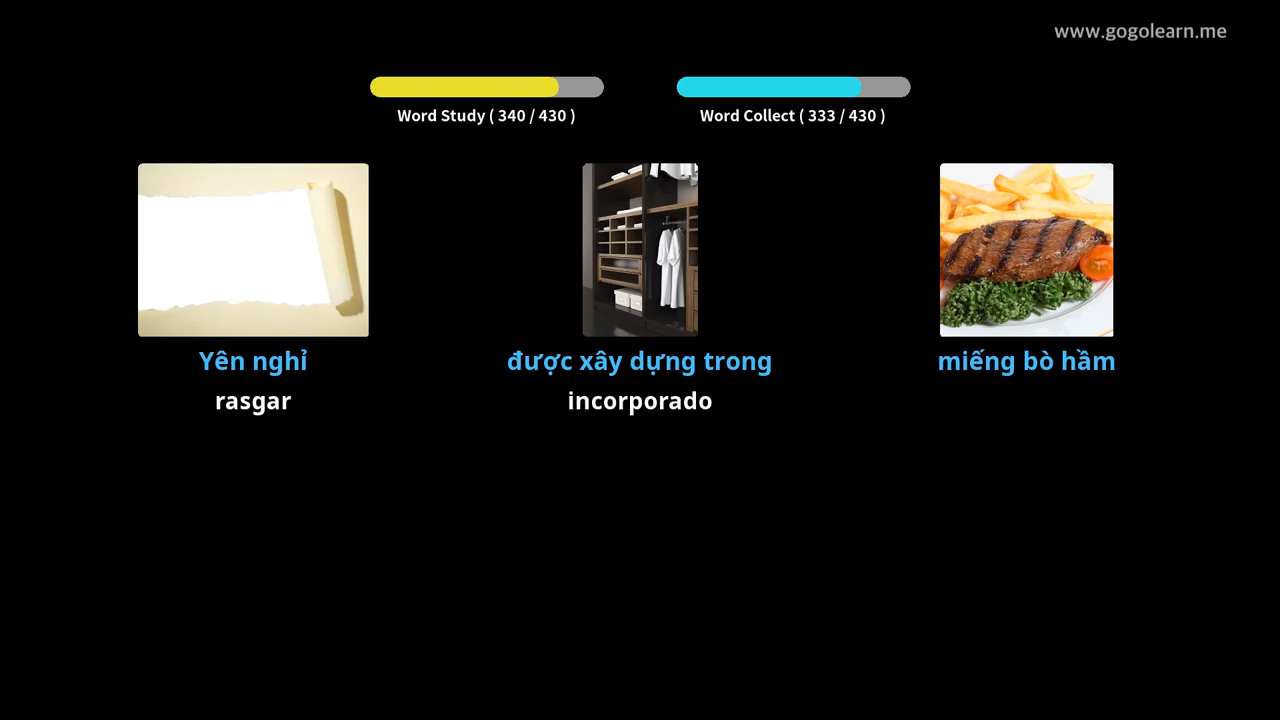 www.gogolearn.me
Word Study ( 340 / 430 )
Word Collect ( 333 / 430 )
Yên nghỉ
được xây dựng trong
miếng bò hầm
rasgar
incorporado